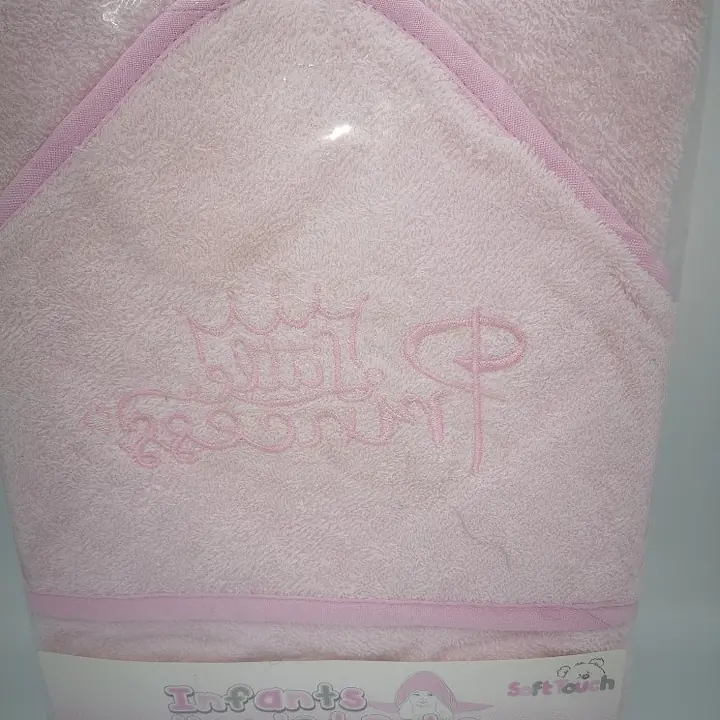 little
Princess
Infants
Soft Touch